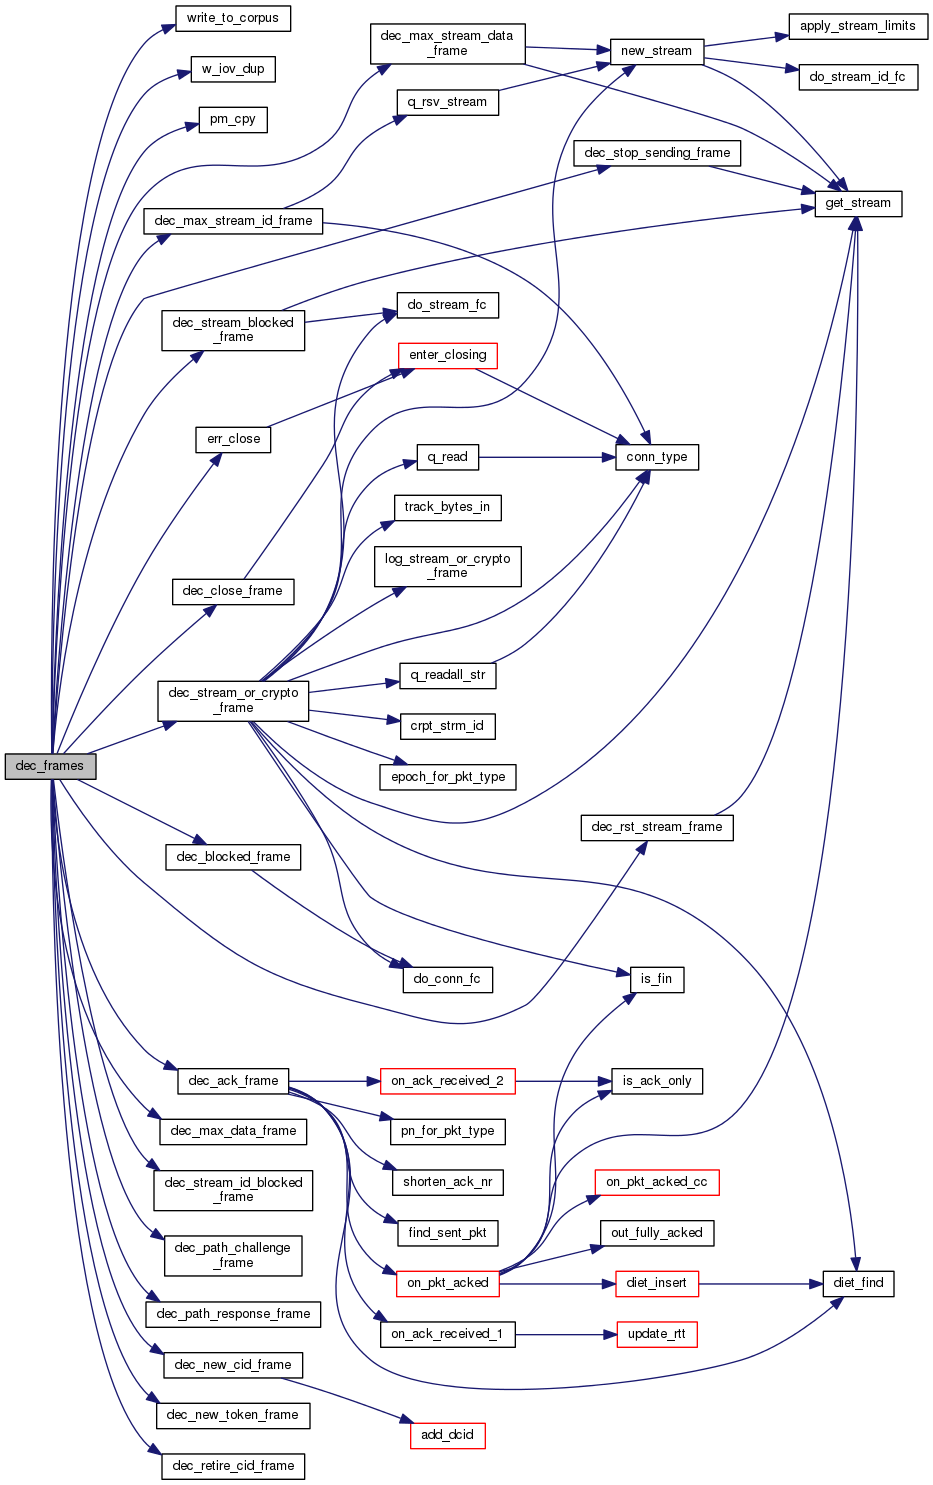 write_to_corpus
dec_max_stream_data
_frame
new_stream
apply_stream_limits
w_iov_dup
do_stream_id_fc
q_rsv_stream
pm_cpy
dec_stop_sending_frame
dec_max_stream_id_frame
get_stream
dec_stream_blocked
_frame
do_stream_fc
enter_closing
err_close
q_read
conn_type
track_bytes_in
log_stream_or_crypto
_frame
dec_close_frame
q_readall_str
dec_stream_or_crypto
_frame
crpt_strm_id
dec_frames
epoch_for_pkt_type
dec_rst_stream_frame
dec_blocked_frame
do_conn_fc
is_fin
dec_ack_frame
on_ack_received_2
is_ack_only
dec_max_data_frame
pn_for_pkt_type
dec_stream_id_blocked
_frame
shorten_ack_nr
on_pkt_acked_cc
find_sent_pkt
out_fully_acked
dec_path_challenge
_frame
on_pkt_acked
diet_insert
diet_find
dec_path_response_frame
on_ack_received_1
update_rtt
dec_new_cid_frame
dec_new_token_frame
add_dcid
dec_retire_cid_frame